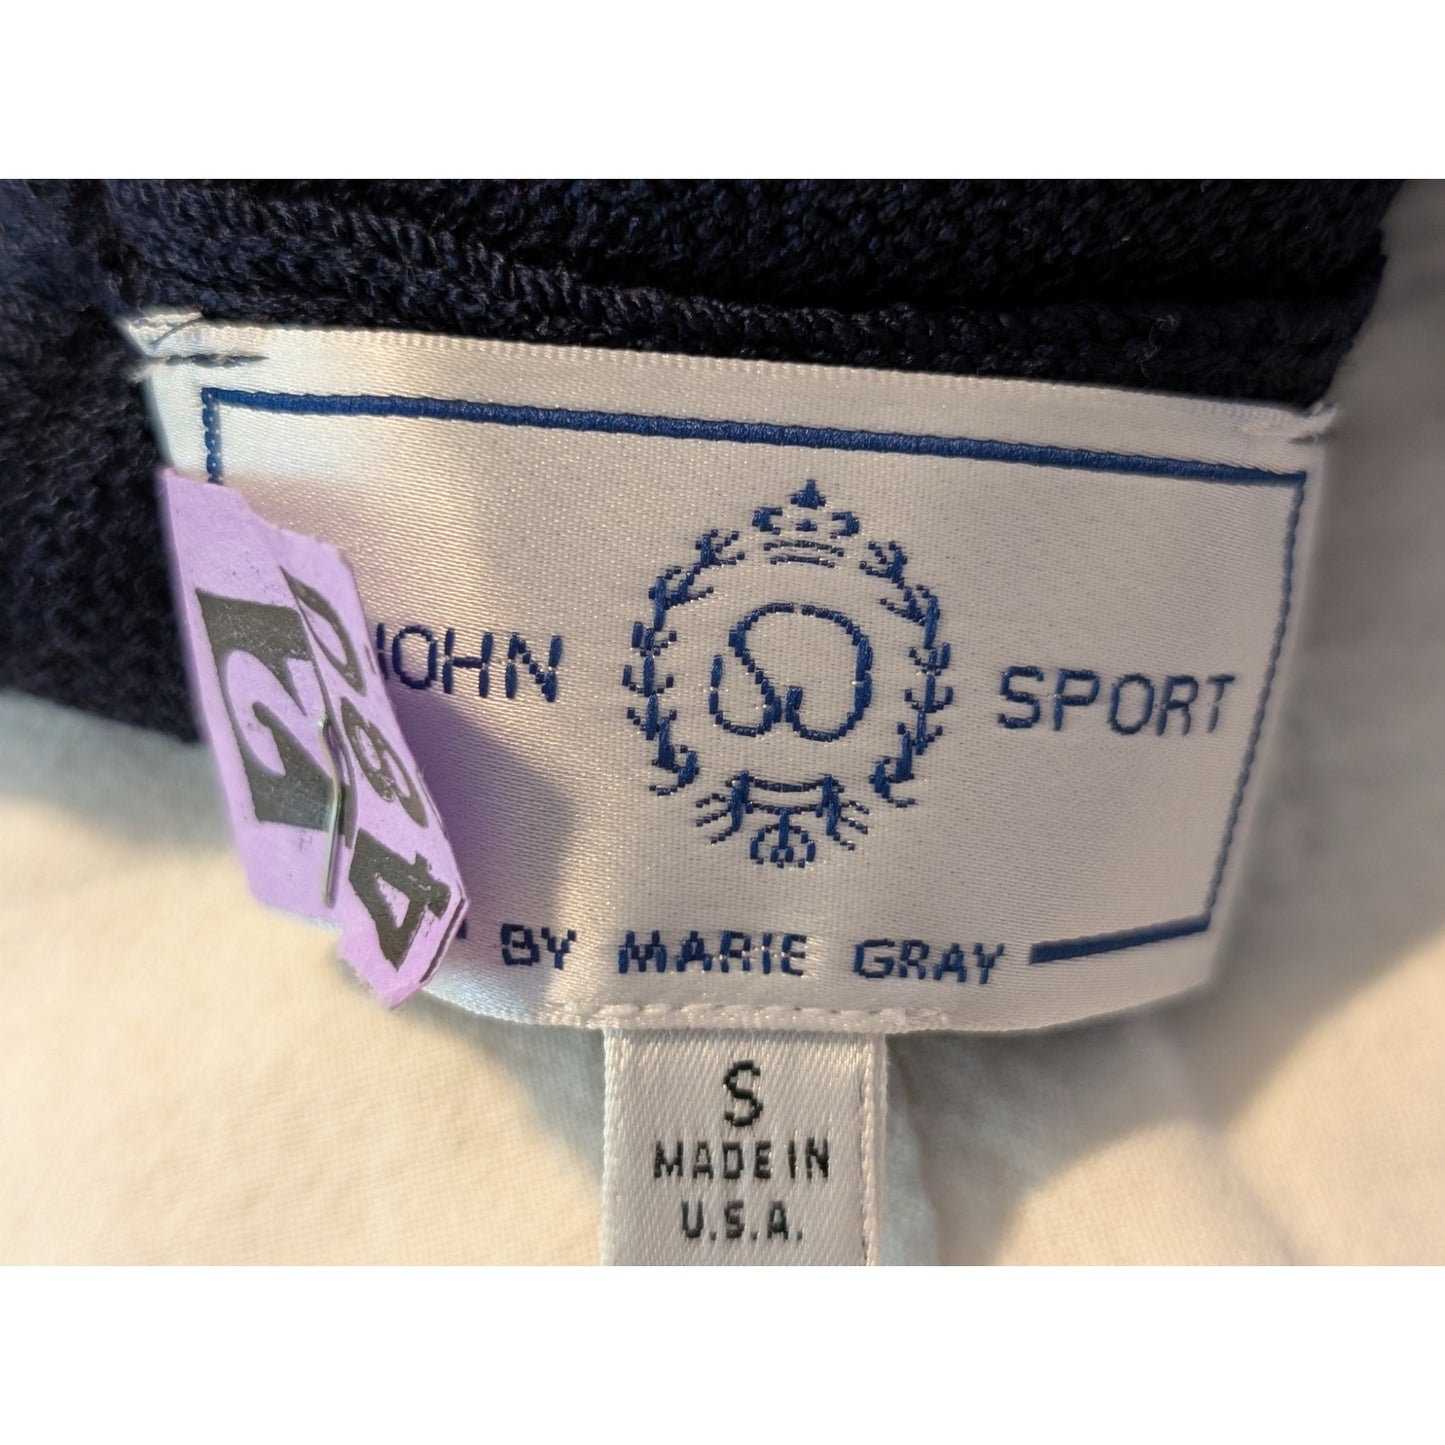 JOHN SPORT
BY MARIE GRAY
S
MADE IN
U.S.A.